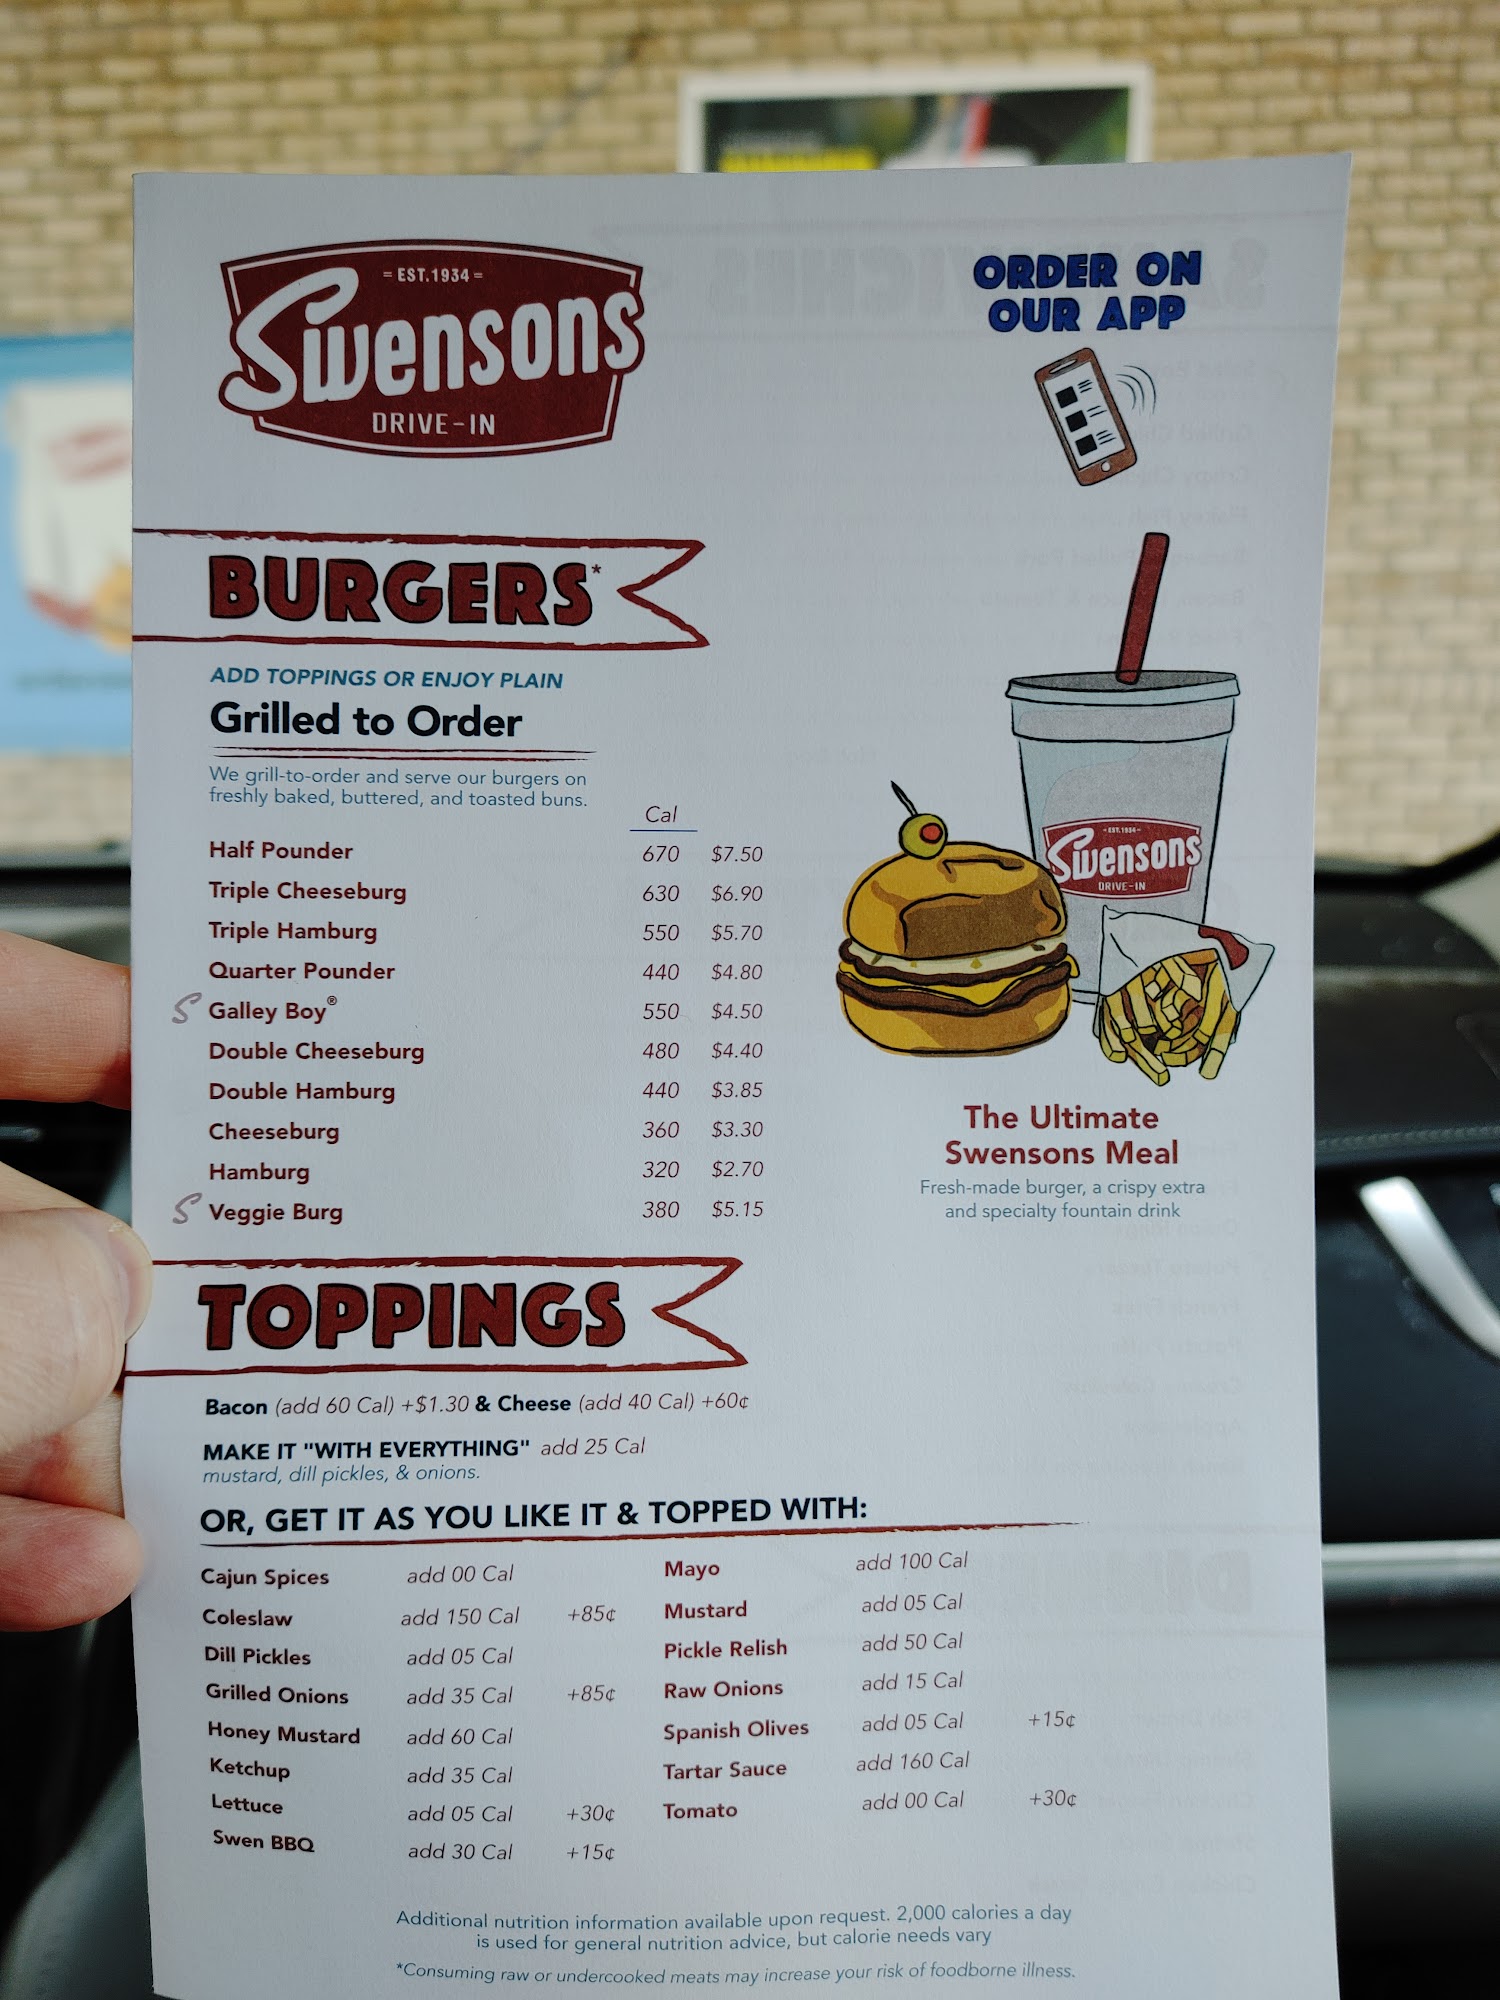 = EST.1934 =
Swensons
DRIVE-IN
ORDER ON
OUR APP
BURGERS*
ADD TOPPINGS OR ENJOY PLAIN
Grilled to Order
We grill-to-order and serve our burgers on
freshly baked, buttered, and toasted buns.
Cal
Half Pounder 670 $7.50
Triple Cheeseburg 630 $6.90
Triple Hamburg 550 $5.70
Quarter Pounder 440 $4.80
S Galley Boy® 550 $4.50
Double Cheeseburg 480 $4.40
Double Hamburg 440 $3.85
Cheeseburg 360 $3.30
Hamburg 320 $2.70
S Veggie Burg 380 $5.15
-EST.1934-
Swensons
DRIVE-IN
The Ultimate
Swensons Meal
Fresh-made burger, a crispy extra
and specialty fountain drink
TOPPINGS
Bacon (add 60 Cal) +$1.30 & Cheese (add 40 Cal) +60¢
MAKE IT "WITH EVERYTHING" add 25 Cal
mustard, dill pickles, & onions.
OR, GET IT AS YOU LIKE IT & TOPPED WITH:
Cajun Spices add 00 Cal
Coleslaw add 150 Cal +85¢
Dill Pickles add 05 Cal
Grilled Onions add 35 Cal +85¢
Honey Mustard add 60 Cal
Ketchup add 35 Cal
Lettuce add 05 Cal +30¢
Swen BBQ add 30 Cal +15¢
Mayo add 100 Cal
Mustard add 05 Cal
Pickle Relish add 50 Cal
Raw Onions add 15 Cal
Spanish Olives add 05 Cal +15¢
Tartar Sauce add 160 Cal
Tomato add 00 Cal +30¢
Additional nutrition information available upon request. 2,000 calories a day
is used for general nutrition advice, but calorie needs vary
*Consuming raw or undercooked meats may increase your risk of foodborne illness.